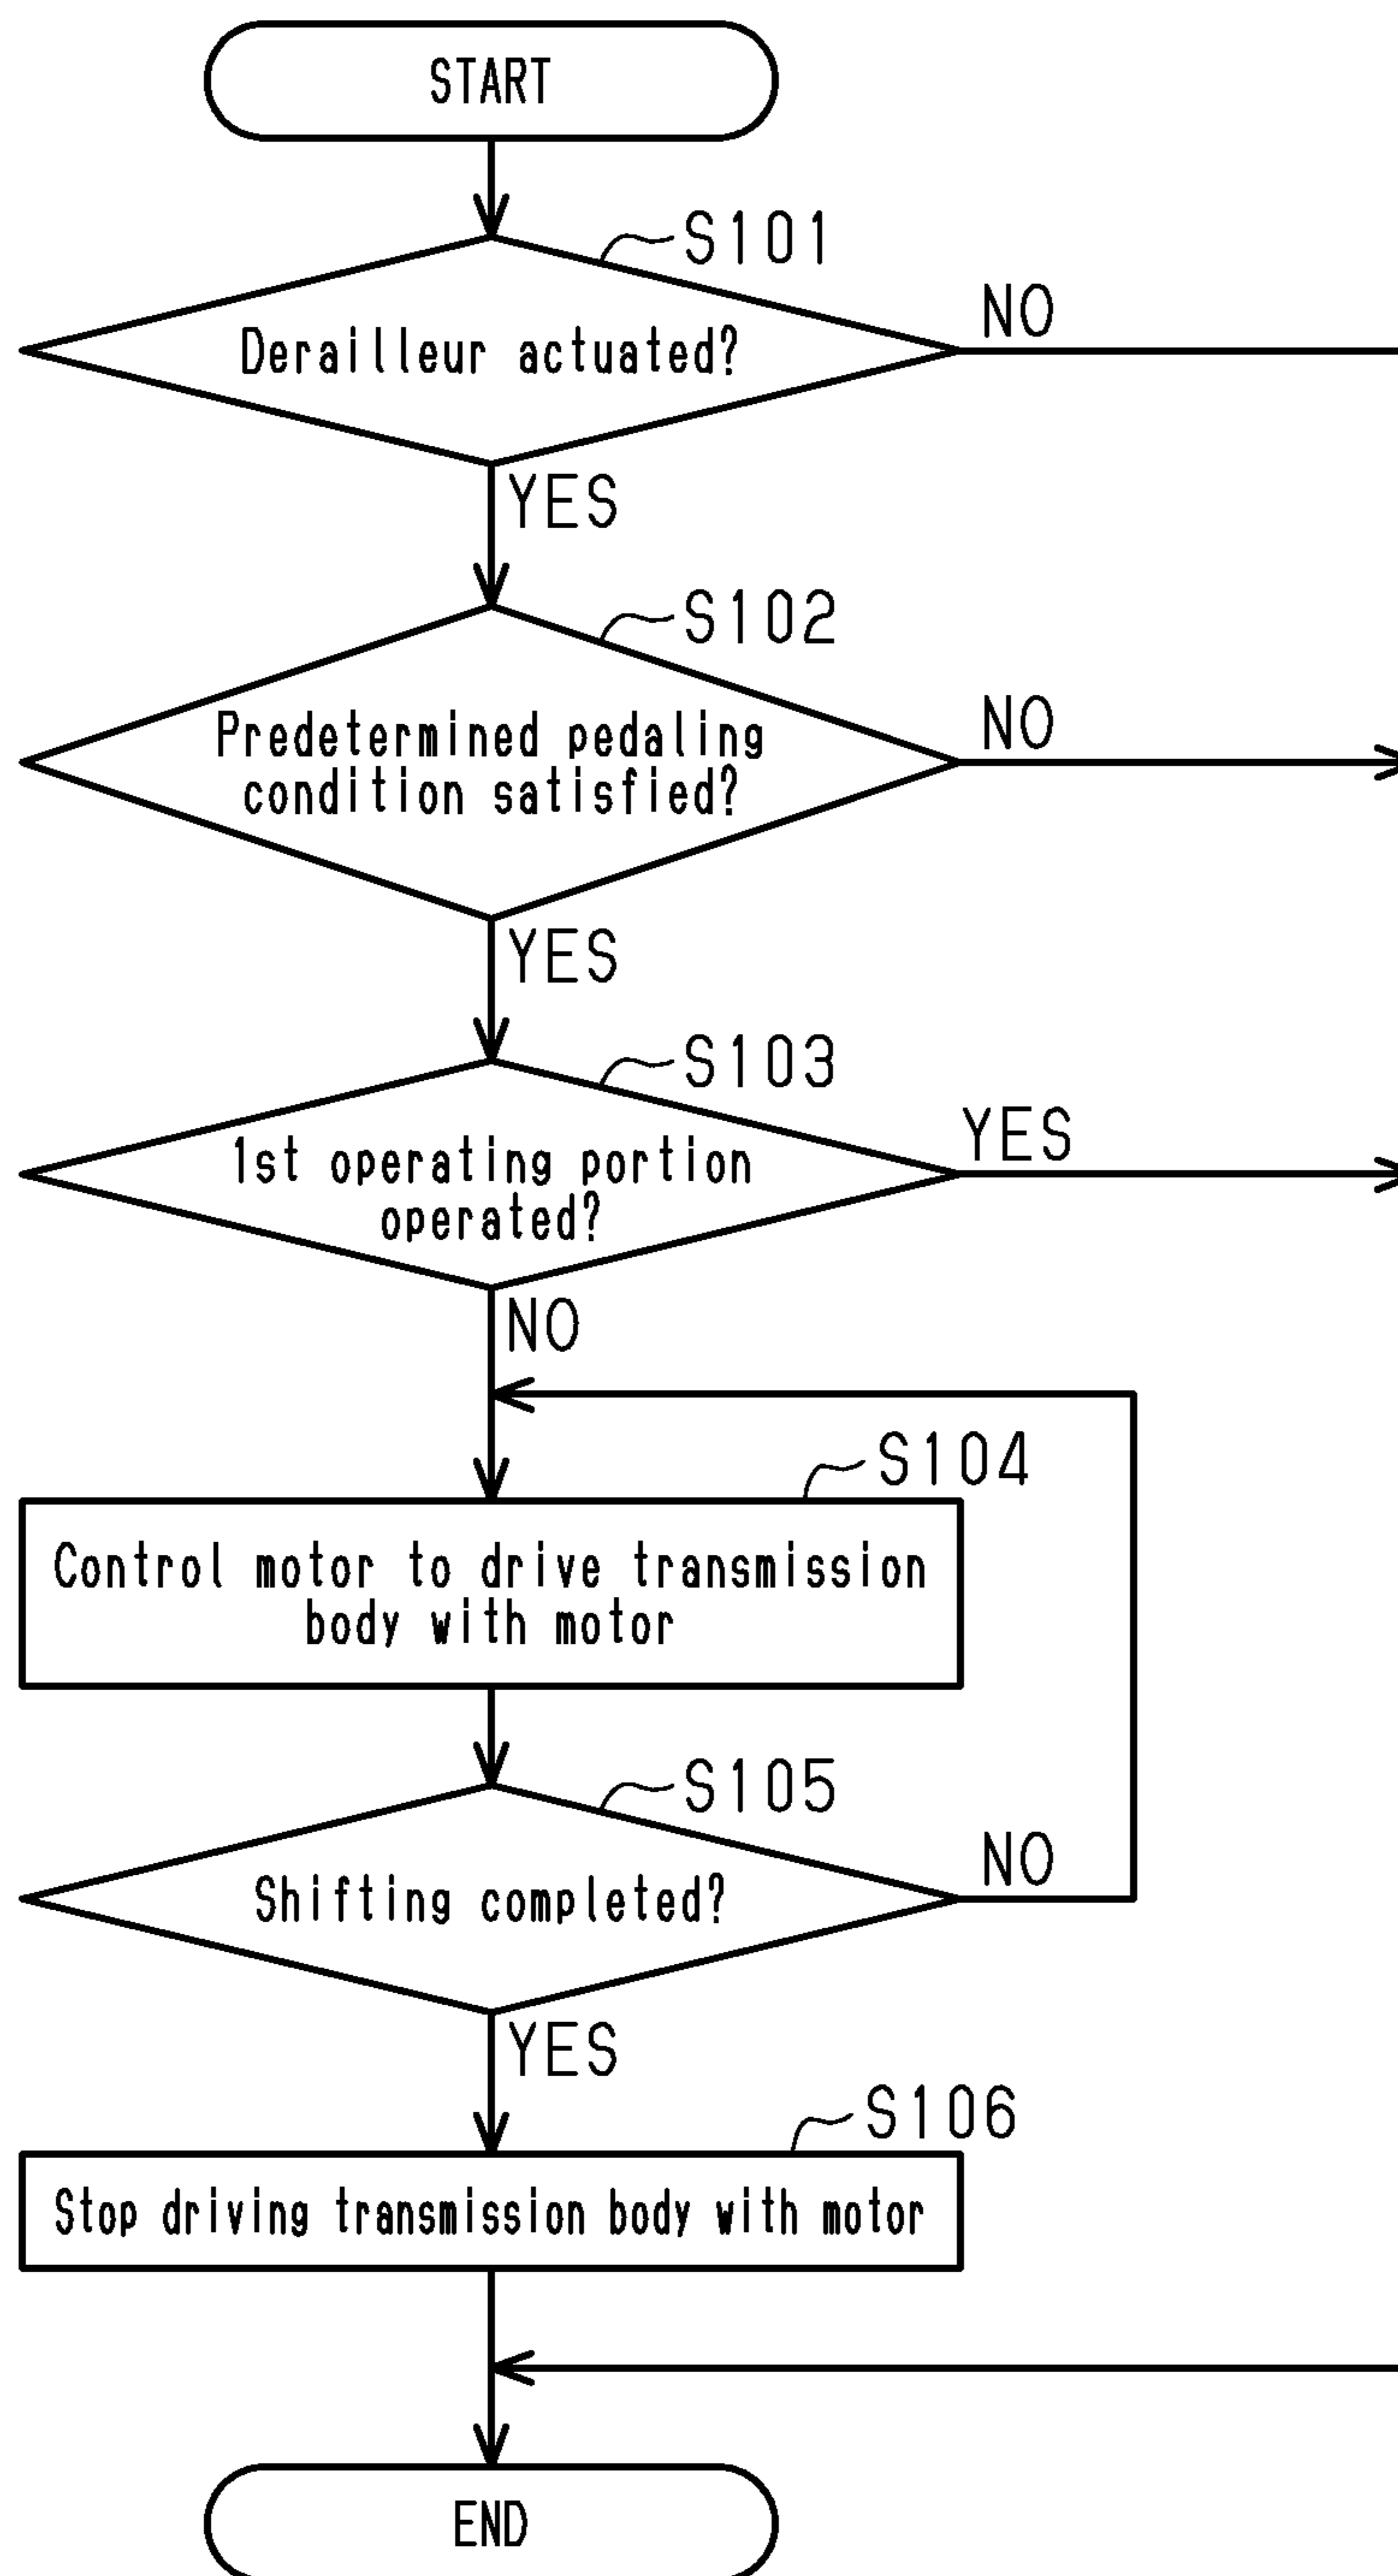 START
S101
Derailleur actuated?
NO
YES
S102
Predetermined pedaling
condition satisfied?
NO
YES
S103
1st operating portion
operated?
YES
NO
S104
Control motor to drive transmission
body with motor
S105
Shifting completed?
NO
YES
S106
Stop driving transmission body with motor
END